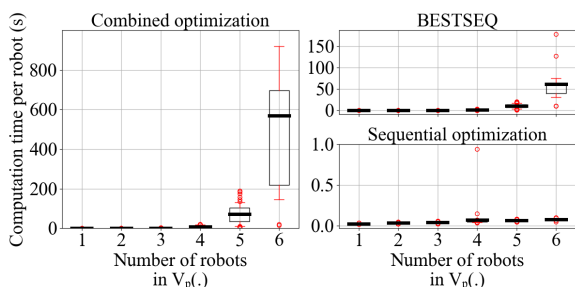 Combined optimization
Computation time per robot (s)
800
600
400
200
0
1 2 3 4 5 6
Number of robots
in Vp(.)
BESTSEQ
150
100
50
0
Sequential optimization
1.0
0.5
0.0
1 2 3 4 5 6
Number of robots
in Vp(.)